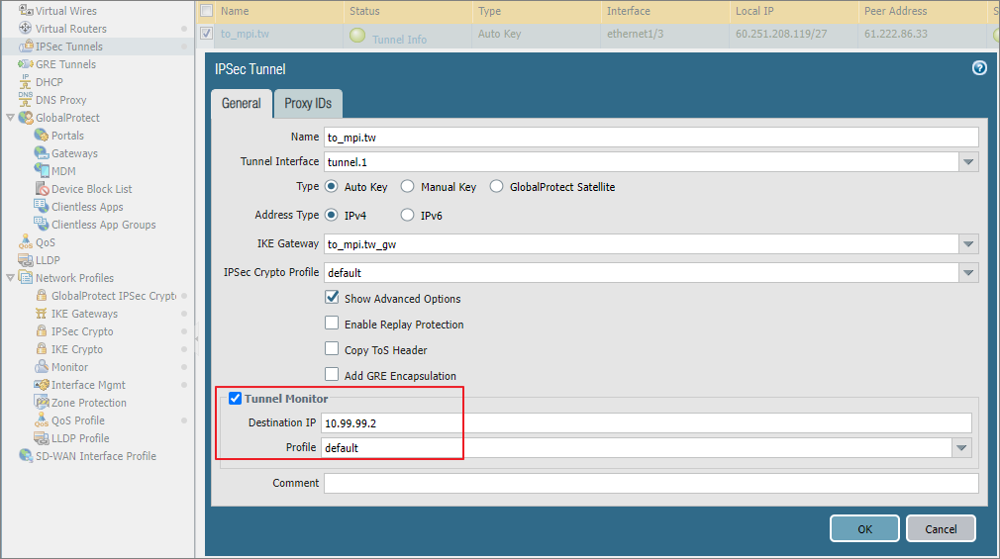 Virtual Wires
Virtual Routers
IPSec Tunnels
GRE Tunnels
IP
DHCP
DNS
DNS Proxy
GlobalProtect
Portals
Gateways
MDM
Device Block List
Clientless Apps
Clientless App Groups
QoS
LLDP
Network Profiles
GlobalProtect IPSec Crypto
IKE Gateways
IPSec Crypto
IKE Crypto
Monitor
Interface Mgmt
Zone Protection
QoS Profile
LLDP Profile
SD-WAN Interface Profile
Name Status Type Interface Local IP Peer Address S
to_mpi.tw Tunnel Info Auto Key ethernet1/3 60.251.208.119/27 61.222.86.33
IPSec Tunnel ?
General Proxy IDs
Name to_mpi.tw
Tunnel Interface tunnel.1
Type Auto Key Manual Key GlobalProtect Satellite
Address Type IPv4 IPv6
IKE Gateway to_mpi.tw_gw
IPSec Crypto Profile default
Show Advanced Options
Enable Replay Protection
Copy ToS Header
Add GRE Encapsulation
Tunnel Monitor
Destination IP 10.99.99.2
Profile default
Comment
OK Cancel